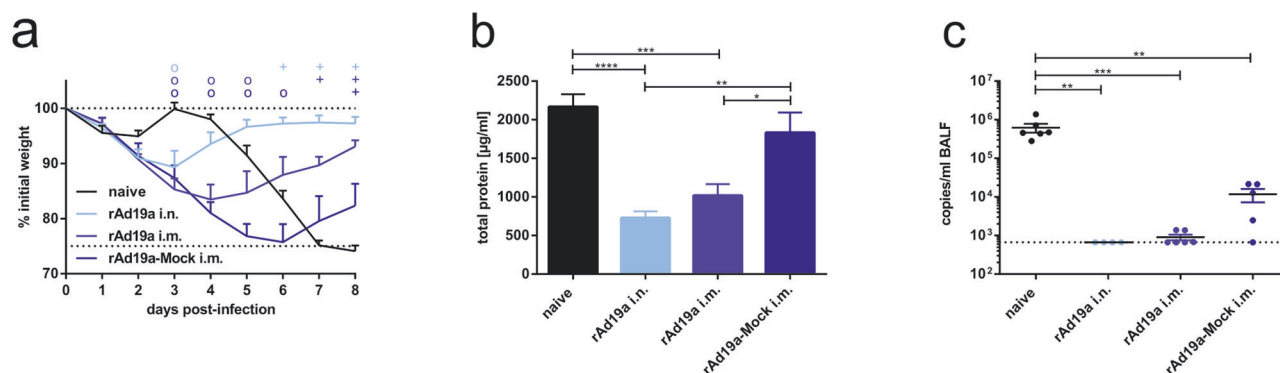 a
b
c
o + + +
o o o + +
o o o o +
100
90
80
70
% initial weight
naive
rAd19a i.n.
rAd19a i.m.
rAd19a-Mock i.m.
0 1 2 3 4 5 6 7 8
days post-infection
***
****
**
*
2500
2000
1500
1000
500
0
total protein [µg/ml]
naive
rAd19a i.n.
rAd19a i.m.
rAd19a-Mock i.m.
**
***
**
10⁷
10⁶
10⁵
10⁴
10³
10²
copies/ml BALF
naive
rAd19a i.n.
rAd19a i.m.
rAd19a-Mock i.m.